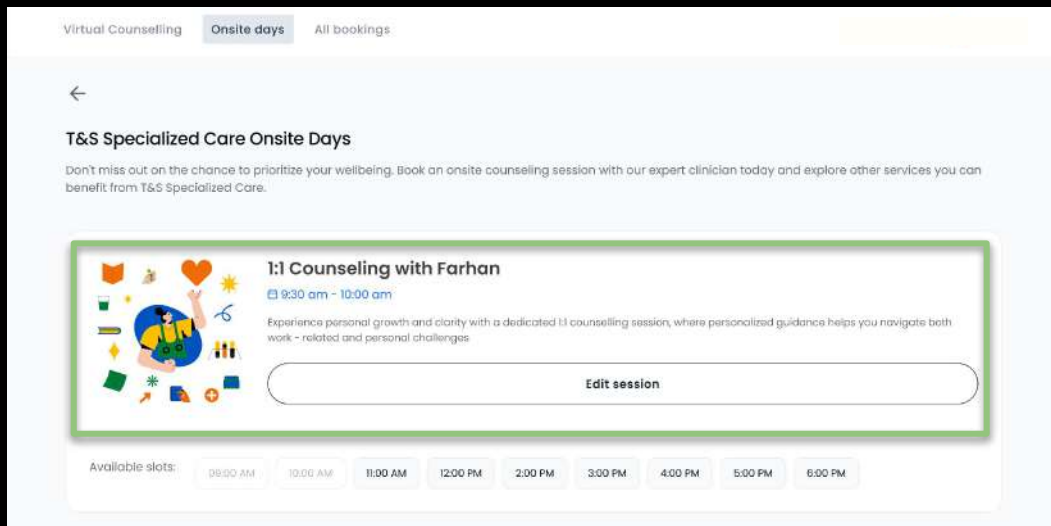 Virtual Counselling Onsite days All bookings
T&S Specialized Care Onsite Days
Don't miss out on the chance to prioritize your wellbeing. Book an onsite counseling session with our expert clinician today and explore other services you can
benefit from T&S Specialized Care.
1:1 Counseling with Farhan
9:30 am - 10:00 am
Experience personal growth and clarity with a dedicated 1:1 counselling session, where personalized guidance helps you navigate both
work - related and personal challenges
Edit session
Available slots: 09:00 AM 10:00 AM 11:00 AM 12:00 PM 2:00 PM 3:00 PM 4:00 PM 5:00 PM 6:00 PM